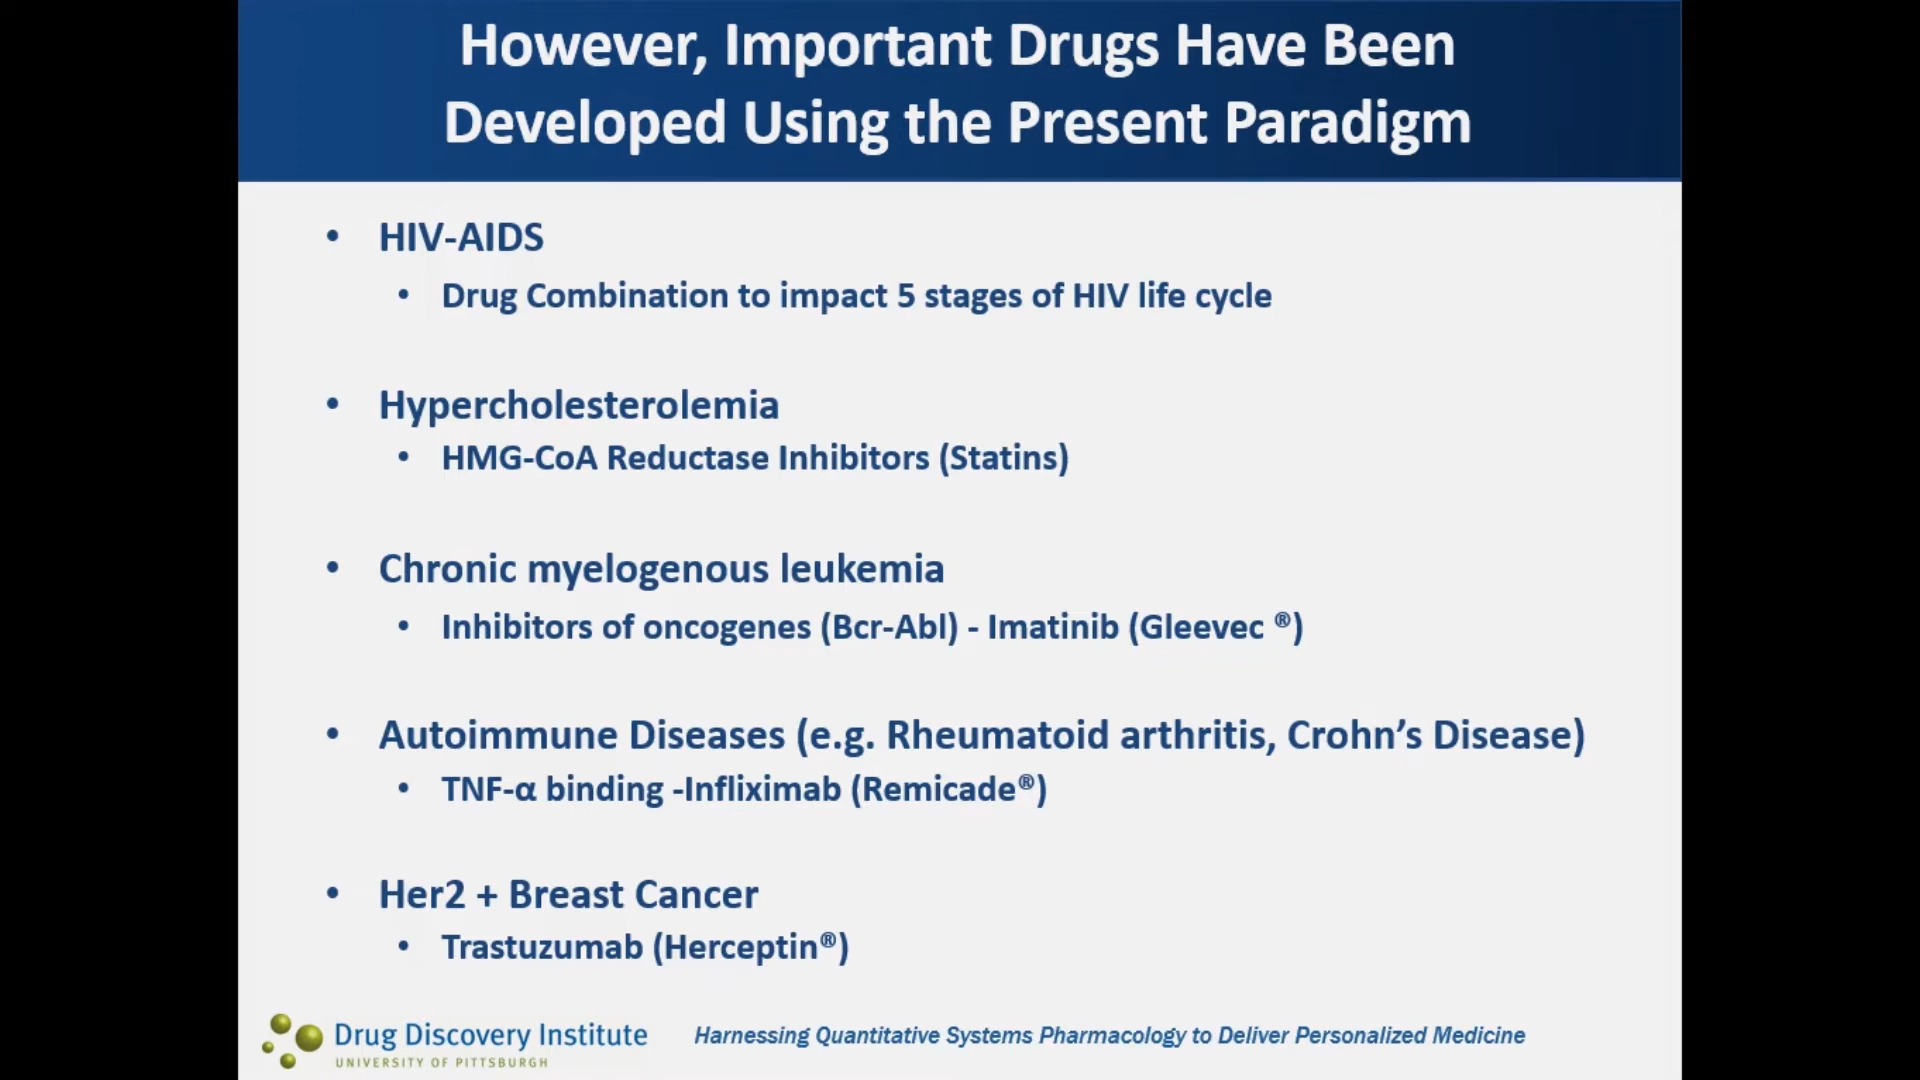 However, Important Drugs Have Been
Developed Using the Present Paradigm
• HIV-AIDS
• Drug Combination to impact 5 stages of HIV life cycle
• Hypercholesterolemia
• HMG-CoA Reductase Inhibitors (Statins)
• Chronic myelogenous leukemia
• Inhibitors of oncogenes (Bcr-Abl) - Imatinib (Gleevec ®)
• Autoimmune Diseases (e.g. Rheumatoid arthritis, Crohn’s Disease)
• TNF-α binding -Infliximab (Remicade®)
• Her2 + Breast Cancer
• Trastuzumab (Herceptin®)
Drug Discovery Institute
UNIVERSITY OF PITTSBURGH
Harnessing Quantitative Systems Pharmacology to Deliver Personalized Medicine